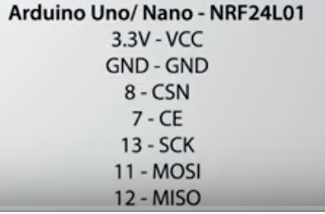 Arduino Uno/ Nano - NRF24L01
3.3V - VCC
GND - GND
8 - CSN
7 - CE
13 - SCK
11 - MOSI
12 - MISO